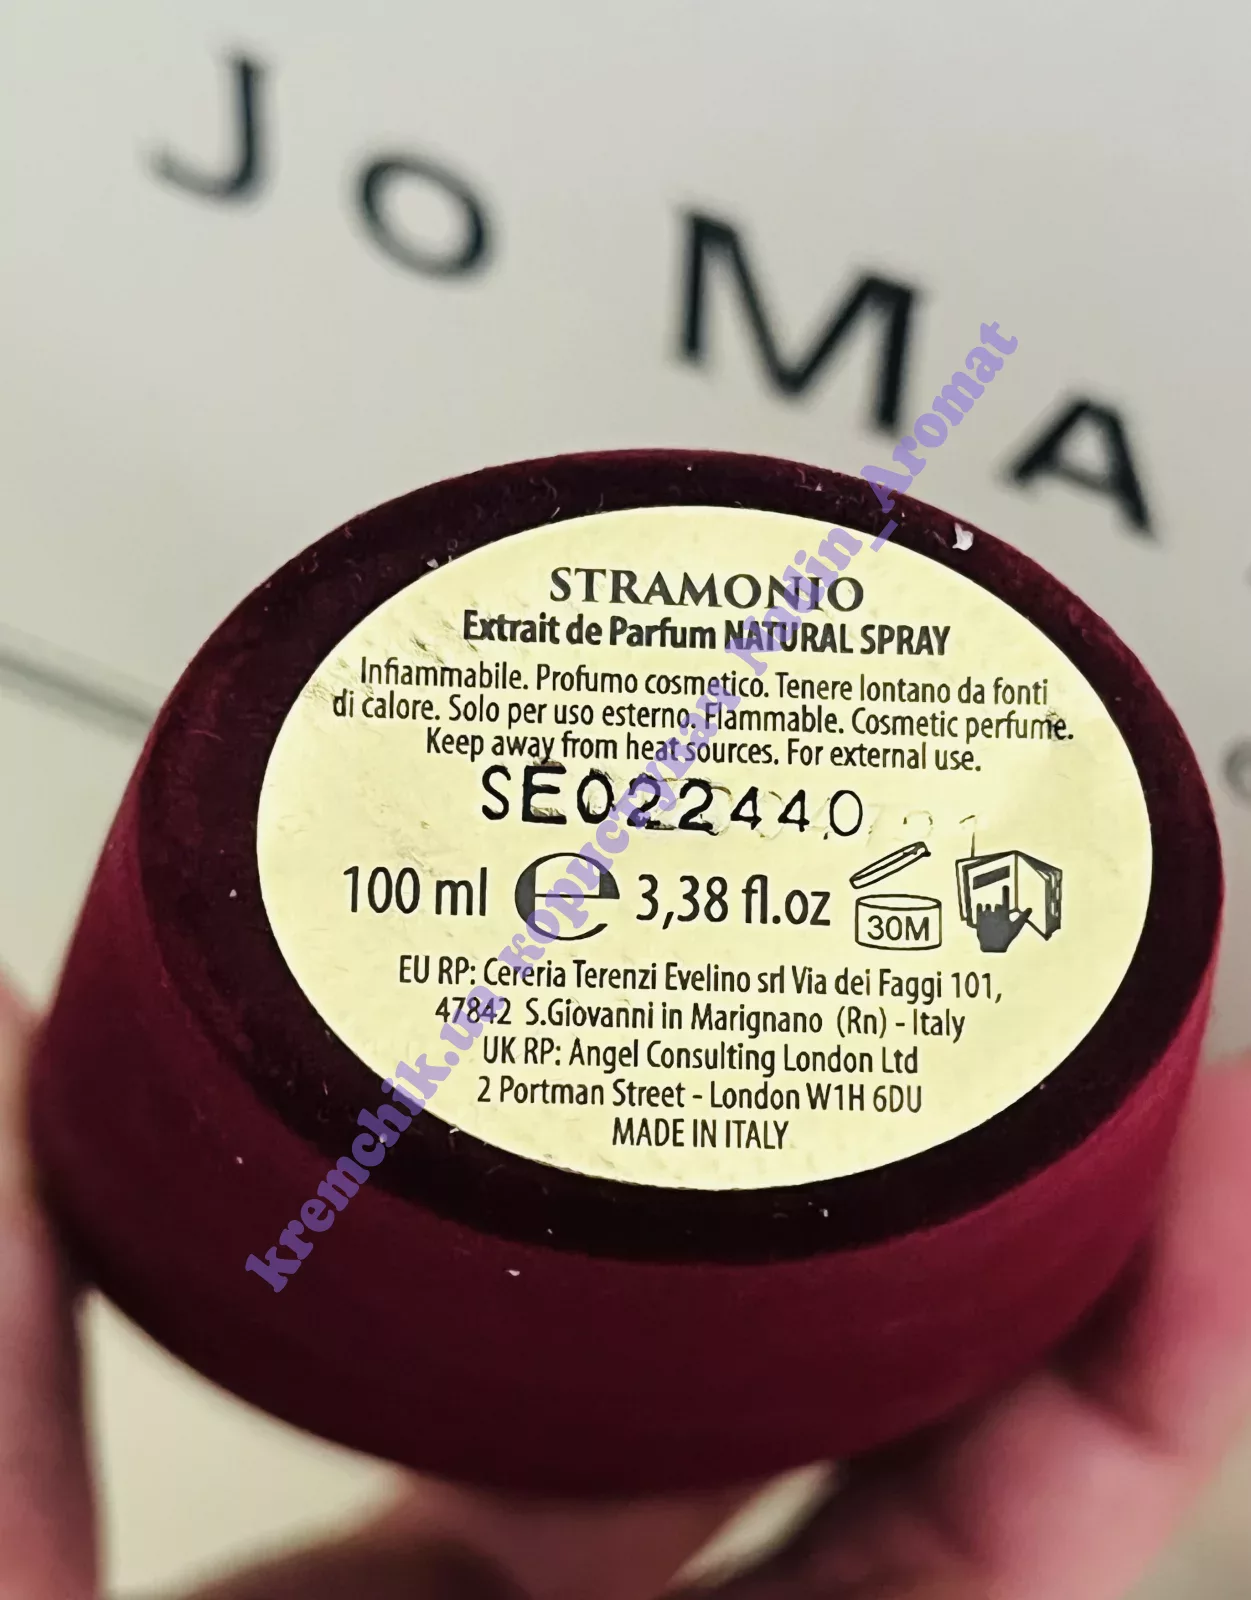 Jo MA
STRAMONIO
Extrait de Parfum NATURAL SPRAY
Infiammabile. Profumo cosmetico. Tenere lontano da fonti
di calore. Solo per uso esterno. Flammable. Cosmetic perfume.
Keep away from heat sources. For external use.
SE022440
100 ml e 3,38 fl.oz 30M
EU RP: Cereria Terenzi Evelino srl Via dei Faggi 101,
47842 S.Giovanni in Marignano (Rn) - Italy
UK RP: Angel Consulting London Ltd
2 Portman Street - London W1H 6DU
MADE IN ITALY
kremchik.ua користувач Nudin_Aromat